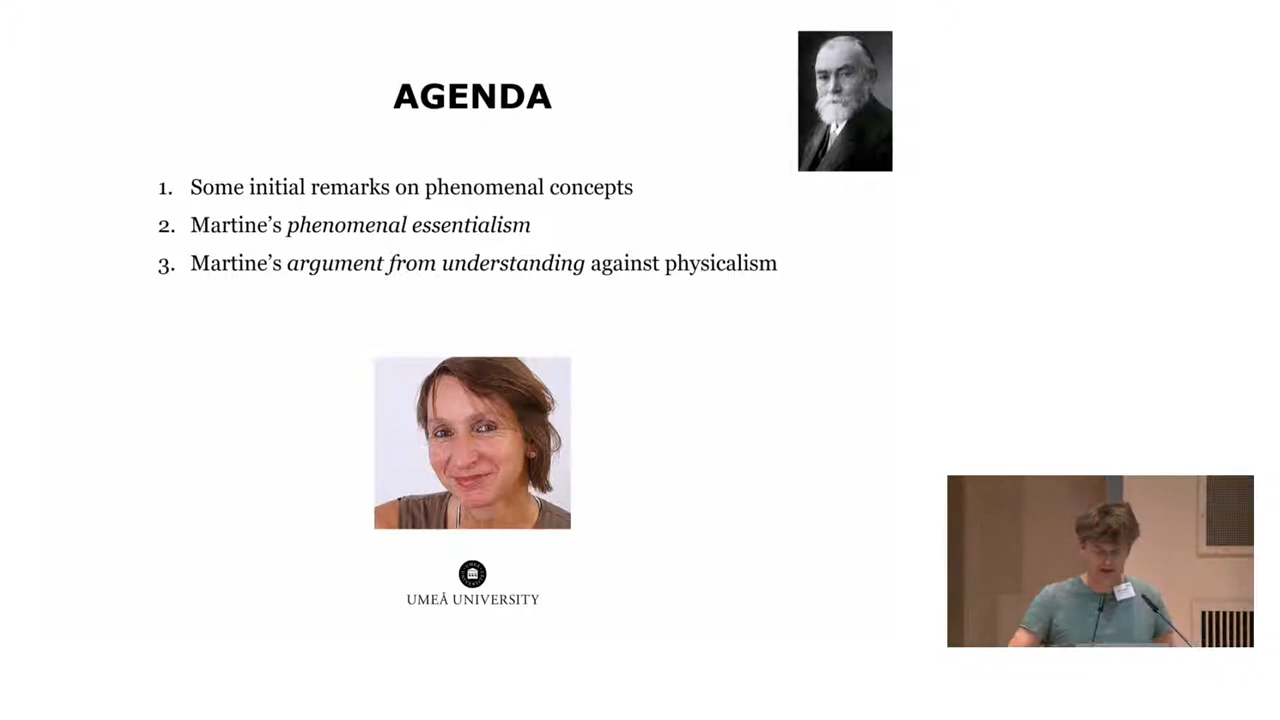 AGENDA
1. Some initial remarks on phenomenal concepts
2. Martine’s phenomenal essentialism
3. Martine’s argument from understanding against physicalism
UMEÅ UNIVERSITY